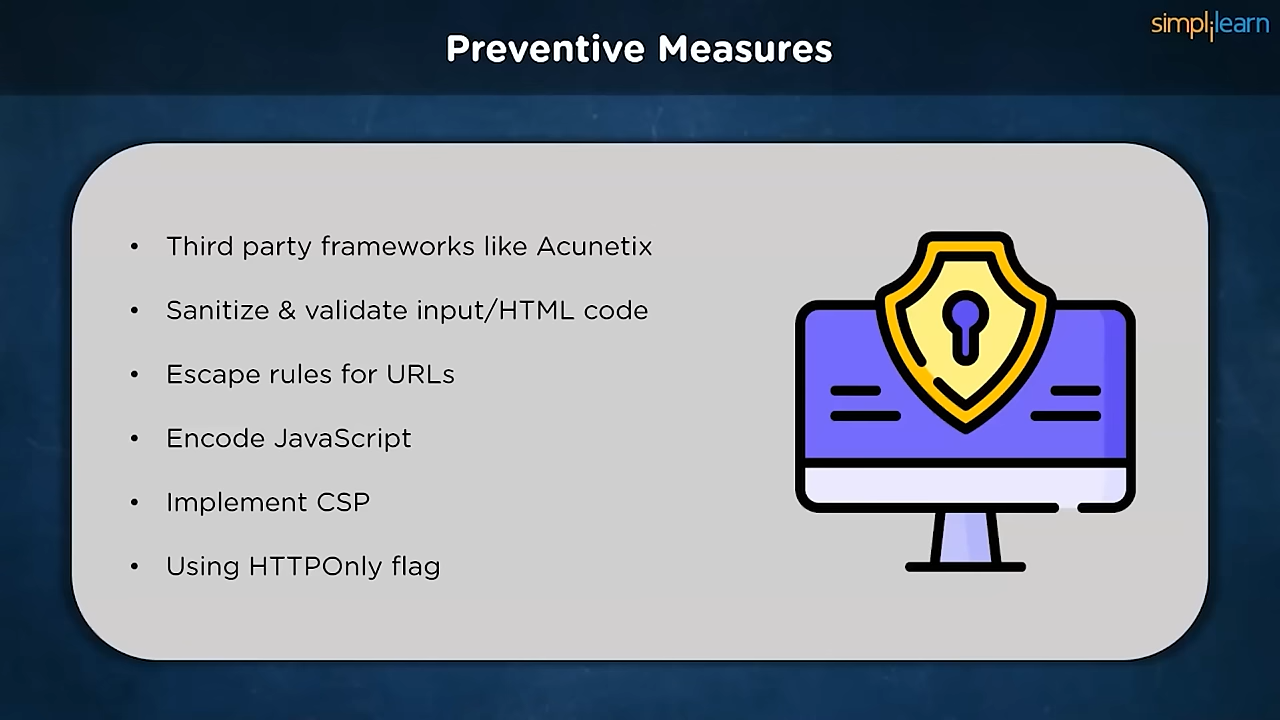 simplilearn
Preventive Measures
• Third party frameworks like Acunetix
• Sanitize & validate input/HTML code
• Escape rules for URLs
• Encode JavaScript
• Implement CSP
• Using HTTPOnly flag